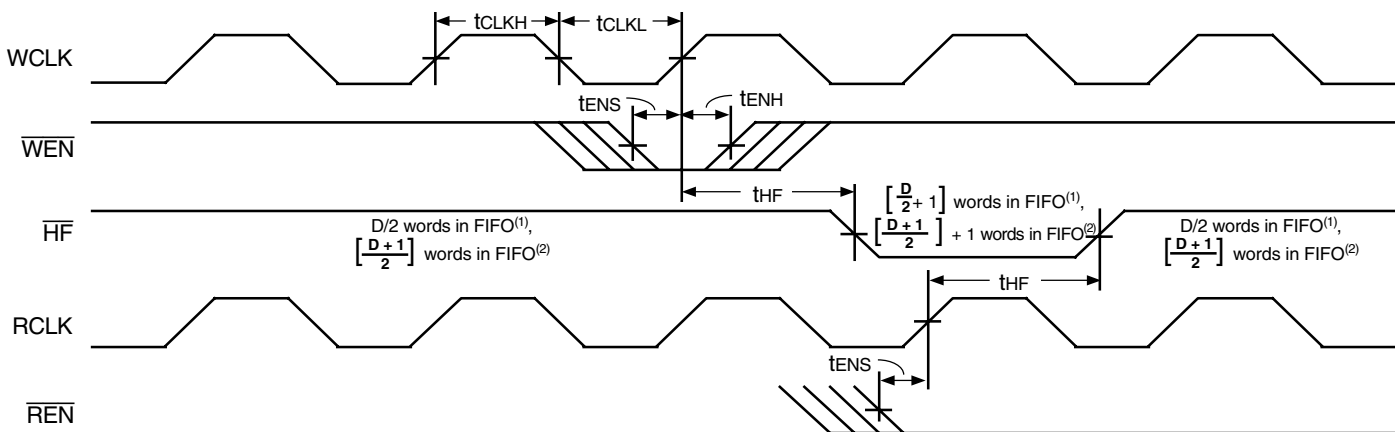 tCLKH
tCLKL
WCLK
tENS
tENH
WEN
tHF
[D/2 + 1] words in FIFO(1),
[D + 1/2] + 1 words in FIFO(2)
HF
D/2 words in FIFO(1),
[D + 1/2] words in FIFO(2)
D/2 words in FIFO(1),
[D + 1/2] words in FIFO(2)
tHF
RCLK
tENS
REN